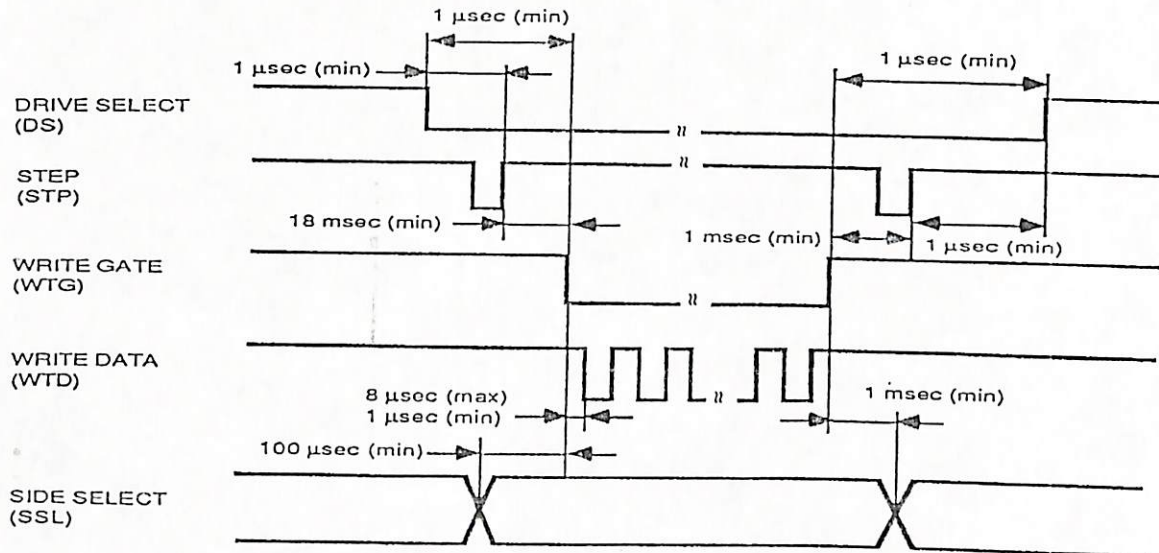 1 μsec (min)
1 μsec (min)
1 μsec (min)
DRIVE SELECT
(DS)
STEP
(STP)
18 msec (min)
1 msec (min)
1 μsec (min)
WRITE GATE
(WTG)
WRITE DATA
(WTD)
8 μsec (max)
1 μsec (min)
1 msec (min)
100 μsec (min)
SIDE SELECT
(SSL)